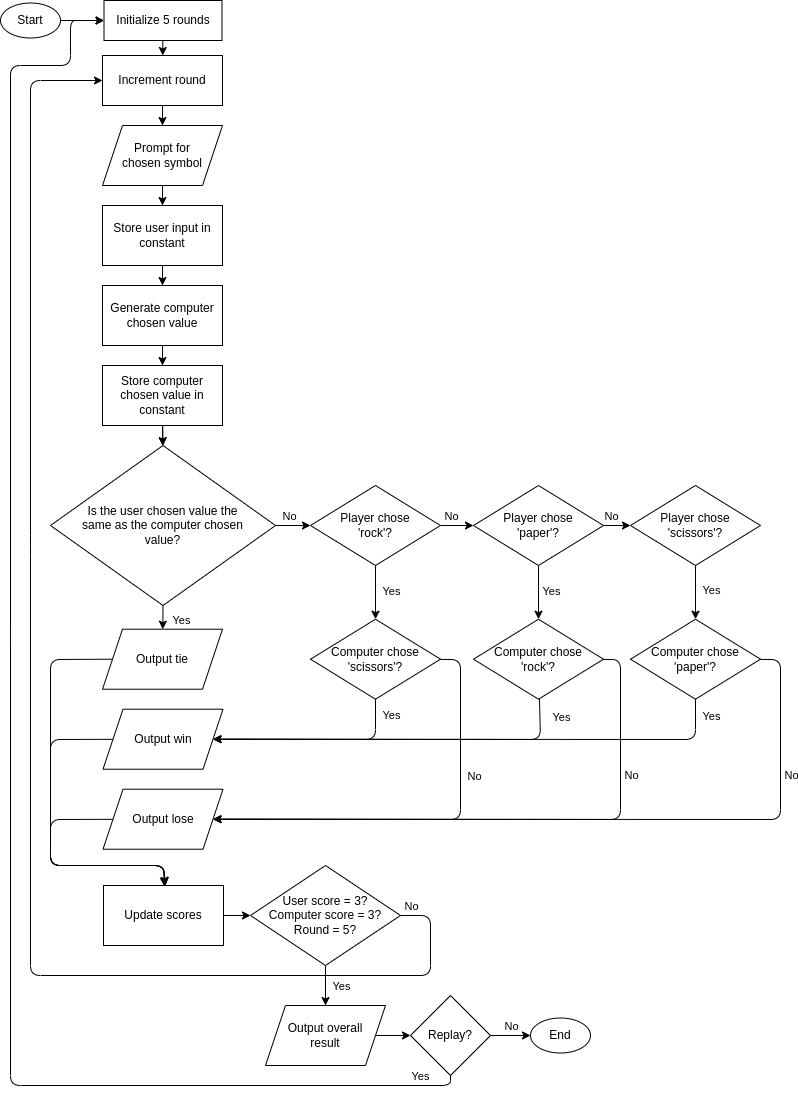 Start
Initialize 5 rounds
Increment round
Prompt for
chosen symbol
Store user input in
constant
Generate computer
chosen value
Store computer
chosen value in
constant
Is the user chosen value the
same as the computer chosen
value?
No
Player chose
'rock'?
No
Player chose
'paper'?
No
Player chose
'scissors'?
Yes
Yes
Yes
Yes
Output tie
Computer chose
'scissors'?
Computer chose
'rock'?
Computer chose
'paper'?
Yes
Yes
Yes
Output win
No
No
No
Output lose
Update scores
User score = 3?
Computer score = 3?
Round = 5?
No
Yes
Output overall
result
Replay?
No
End
Yes